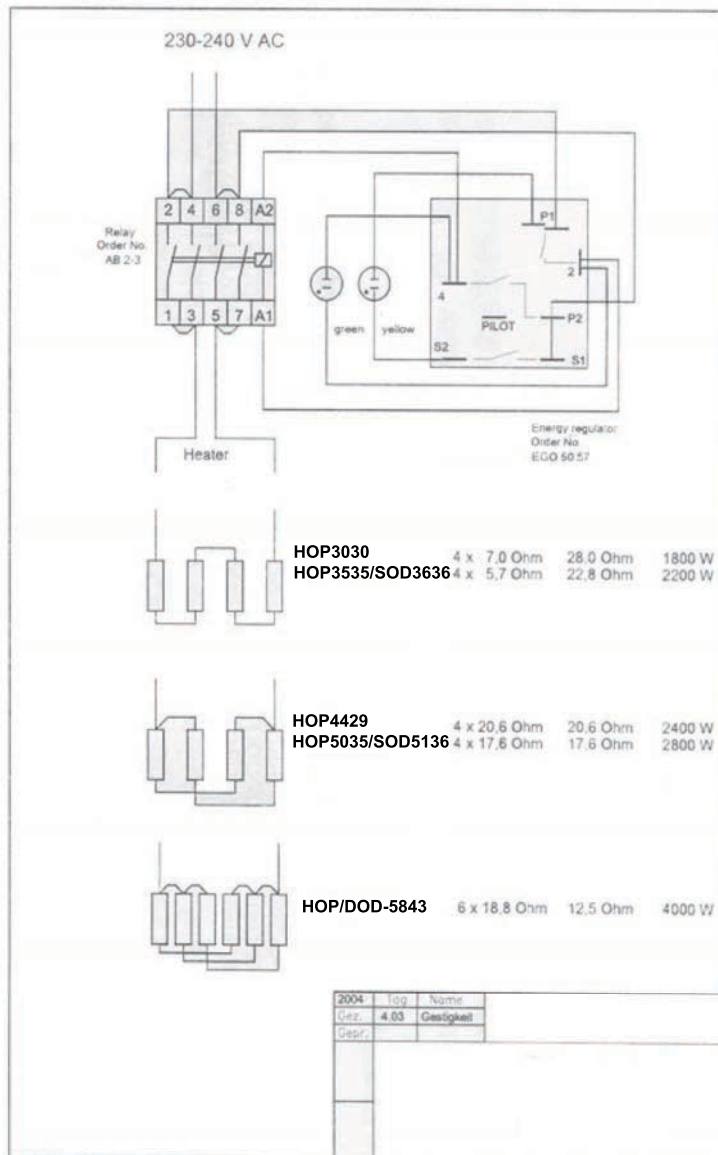 230-240 V AC
2 4 6 8 A2
Relay
Order No.
AB 2-3
1 3 5 7 A1
P1
2
4
green yellow
PILOT
P2
S2
S1
Energy regulator
Order No
EGO 50.57
Heater
HOP3030 4 x 7,0 Ohm 28,0 Ohm 1800 W
HOP3535/SOD3636 4 x 5,7 Ohm 22,8 Ohm 2200 W
HOP4429 4 x 20,6 Ohm 20,6 Ohm 2400 W
HOP5035/SOD5136 4 x 17,6 Ohm 17,6 Ohm 2800 W
HOP/DOD-5843 6 x 18,8 Ohm 12,5 Ohm 4000 W
2004 Tag Name
Gez. 4.03 Gestigkeit
Gepr.